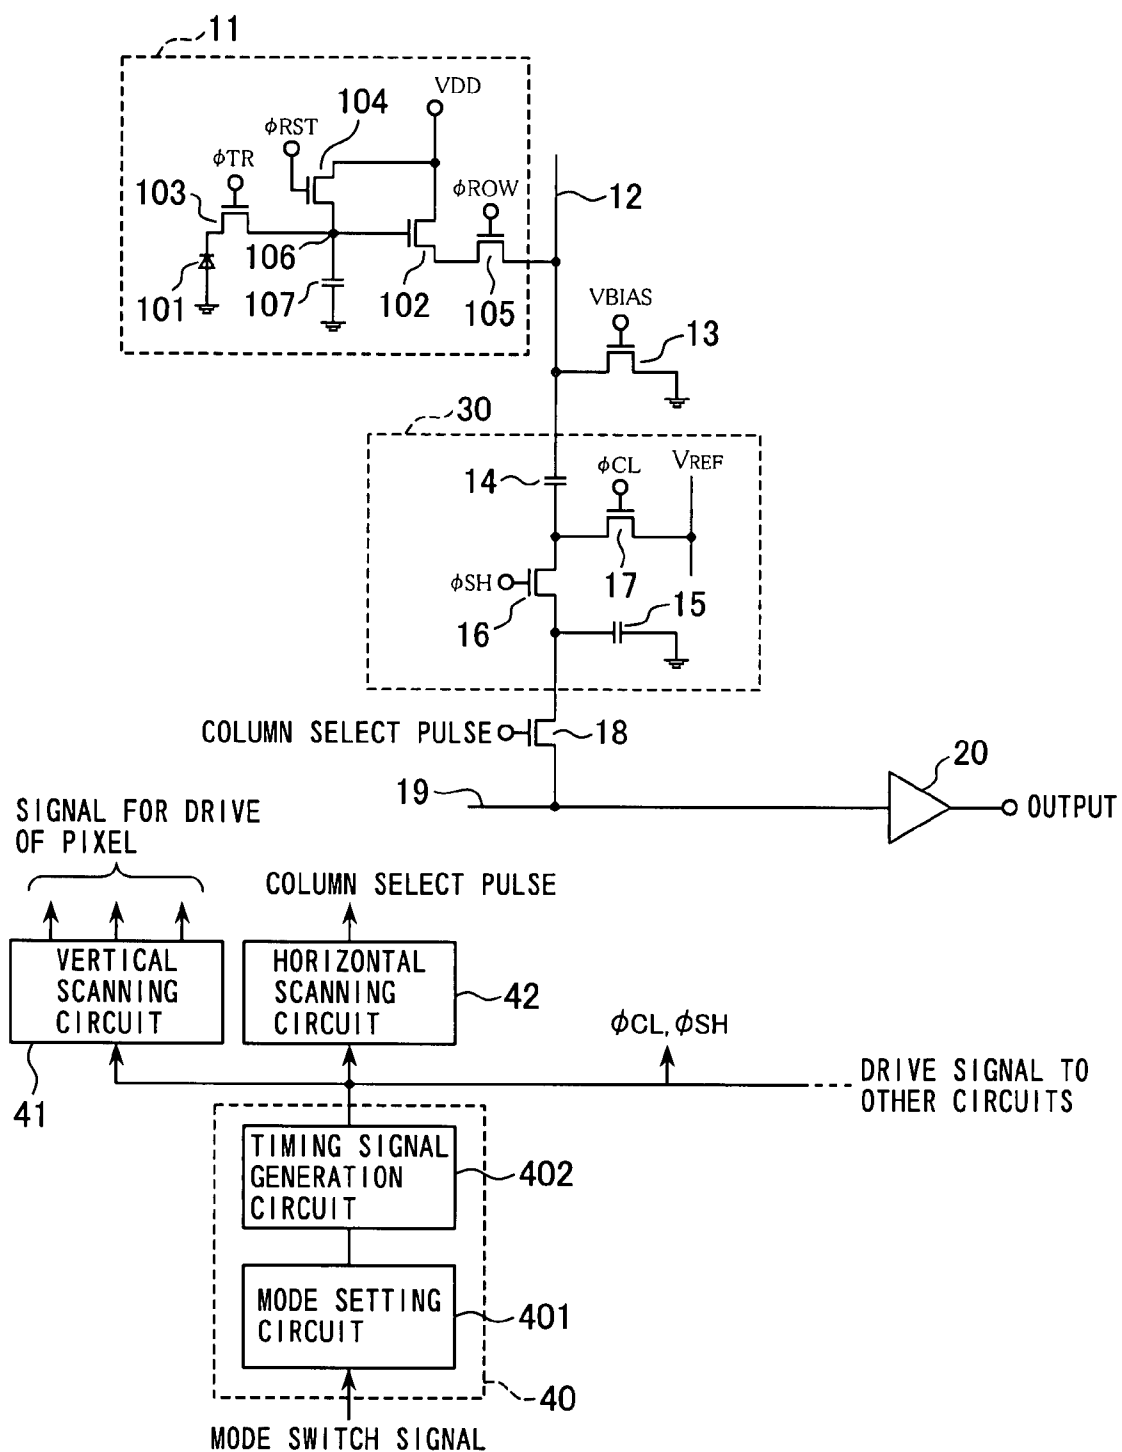 11
VDD
104
φRST
φTR
φROW
103
12
106
101
107
102
105
VBIAS
13
30
14
φCL
VREF
φSH
17
15
16
COLUMN SELECT PULSE
18
20
19
OUTPUT
SIGNAL FOR DRIVE
OF PIXEL
COLUMN SELECT PULSE
VERTICAL
SCANNING
CIRCUIT
HORIZONTAL
SCANNING
CIRCUIT
42
φCL, φSH
41
DRIVE SIGNAL TO
OTHER CIRCUITS
TIMING SIGNAL
GENERATION
CIRCUIT
402
MODE SETTING
CIRCUIT
401
40
MODE SWITCH SIGNAL